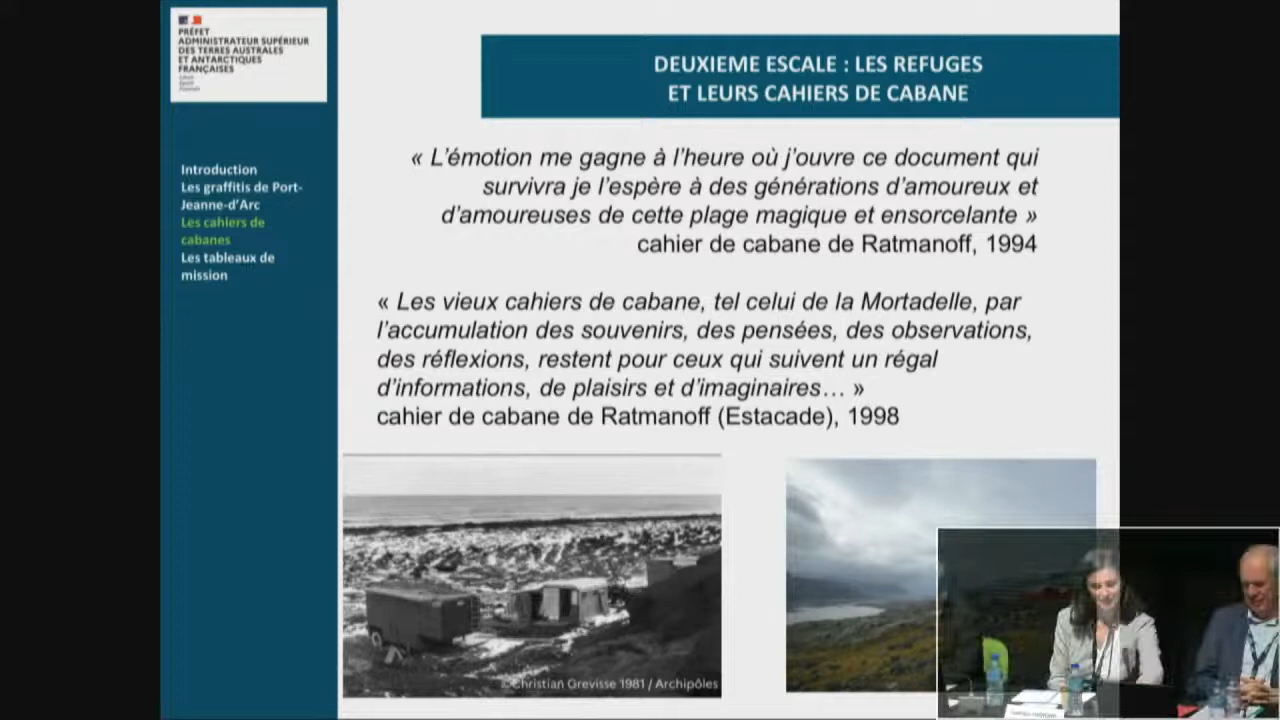 PRÉFET
ADMINISTRATEUR SUPÉRIEUR
DES TERRES AUSTRALES
ET ANTARCTIQUES
FRANÇAISES
Introduction
Les graffitis de Port-
Jeanne-d'Arc
Les cahiers de
cabanes
Les tableaux de
mission
DEUXIEME ESCALE : LES REFUGES
ET LEURS CAHIERS DE CABANE
« L'émotion me gagne à l'heure où j'ouvre ce document qui
survivra je l'espère à des générations d'amoureux et
d'amoureuses de cette plage magique et ensorcelante »
cahier de cabane de Ratmanoff, 1994
« Les vieux cahiers de cabane, tel celui de la Mortadelle, par
l'accumulation des souvenirs, des pensées, des observations,
des réflexions, restent pour ceux qui suivent un régal
d'informations, de plaisirs et d'imaginaires… »
cahier de cabane de Ratmanoff (Estacade), 1998
©Christian Grevisse 1981 / Archipôles